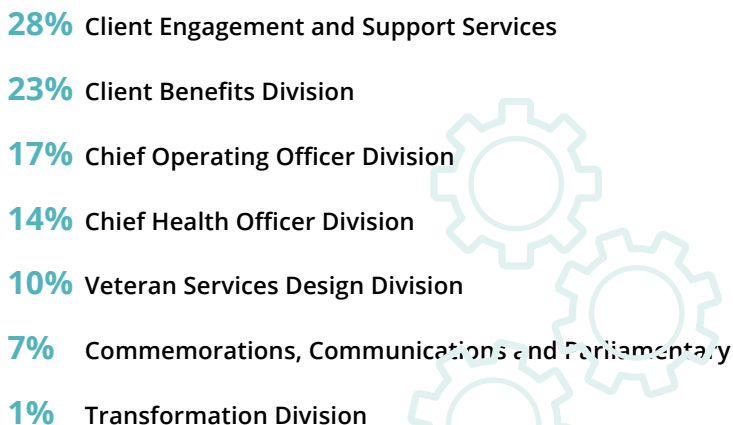 28% Client Engagement and Support Services
23% Client Benefits Division
17% Chief Operating Officer Division
14% Chief Health Officer Division
10% Veteran Services Design Division
7% Commemorations, Communications and Parliamentary
1% Transformation Division